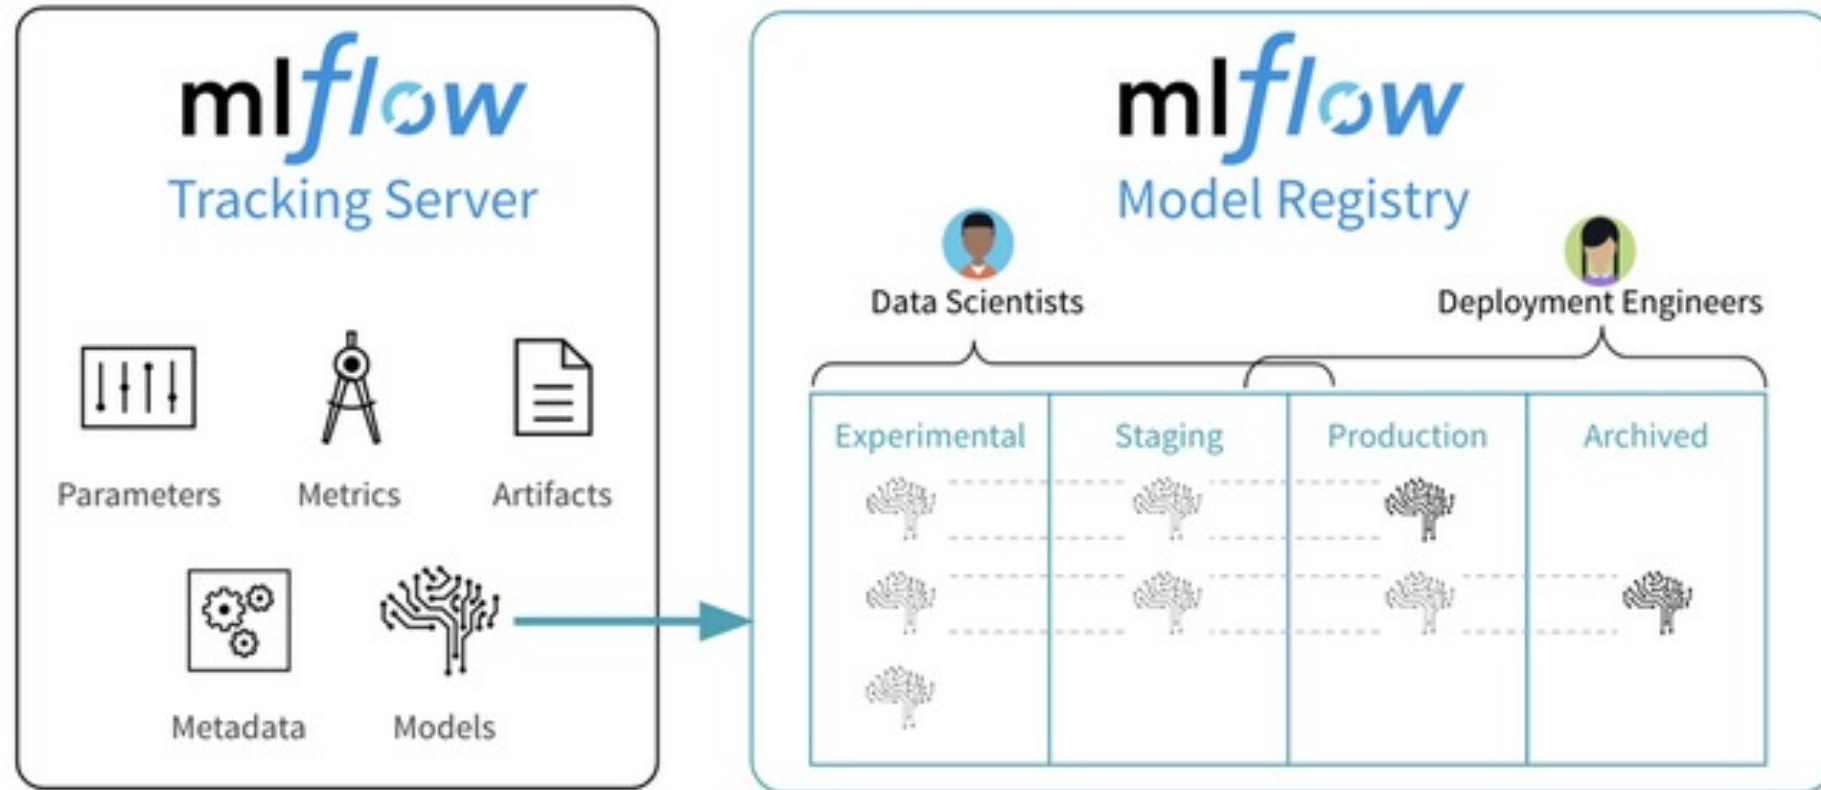 mlflow
Tracking Server
Parameters
Metrics
Artifacts
Metadata
Models
mlflow
Model Registry
Data Scientists
Deployment Engineers
Experimental
Staging
Production
Archived